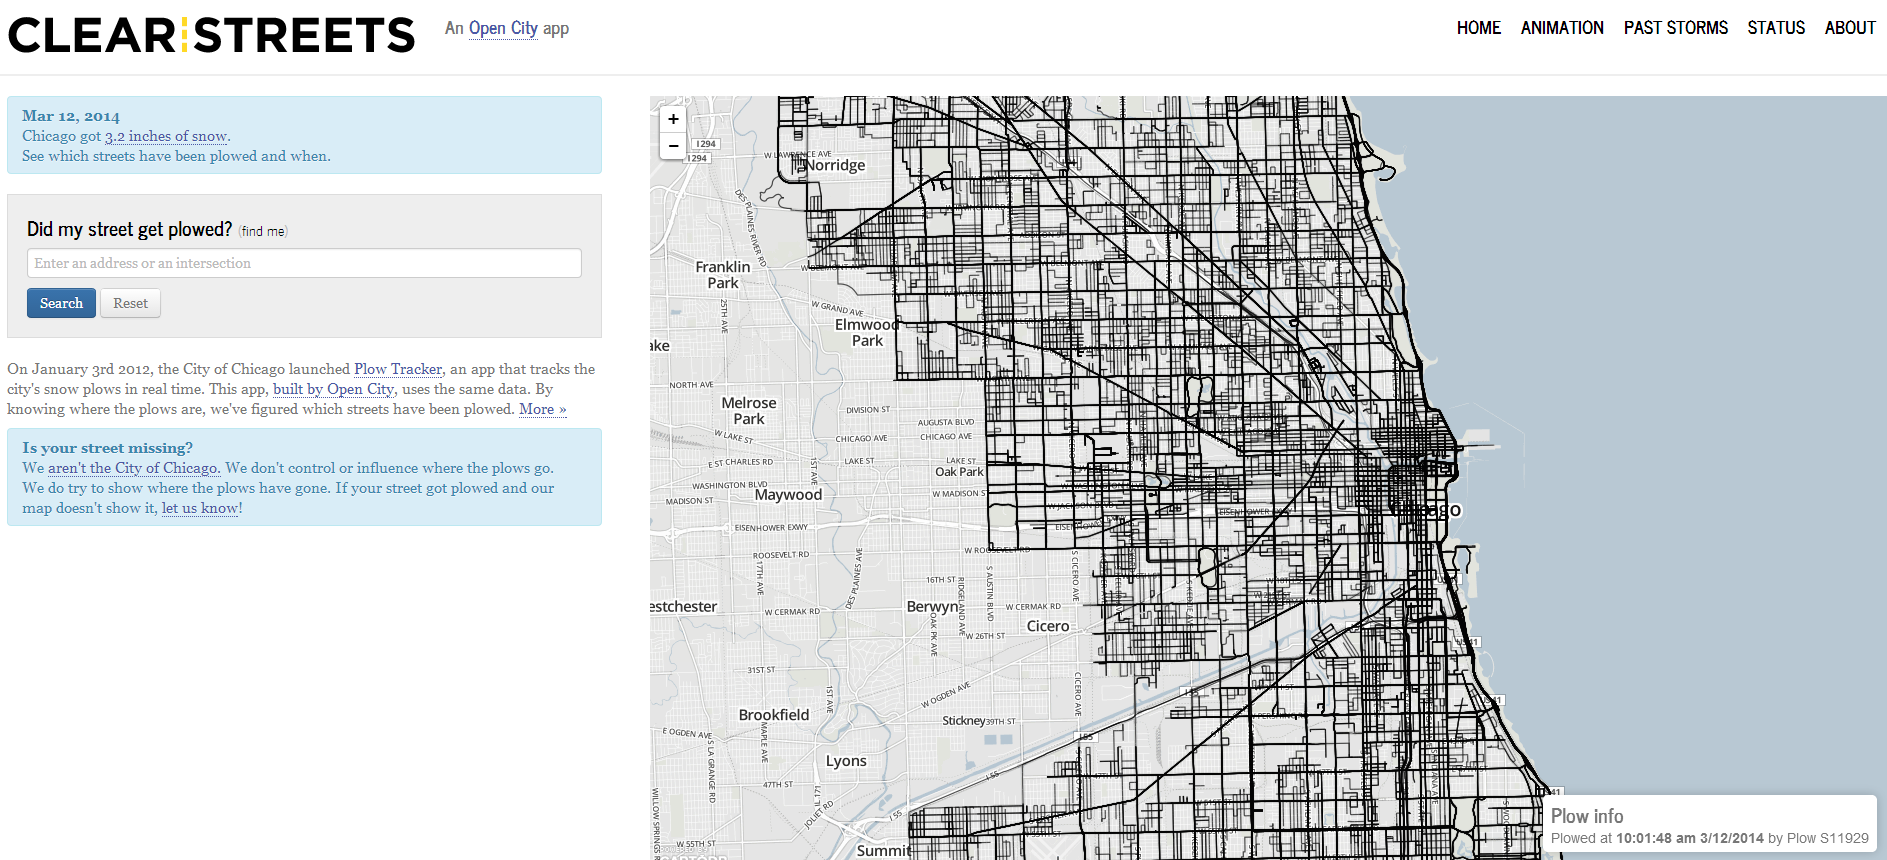 CLEAR STREETS
An Open City app
HOME
ANIMATION
PAST STORMS
STATUS
ABOUT
Mar 12, 2014
Chicago got 3.2 inches of snow.
See which streets have been plowed and when.
Did my street get plowed? (find me)
Enter an address or an intersection
Search
Reset
On January 3rd 2012, the City of Chicago launched Plow Tracker, an app that tracks the
city's snow plows in real time. This app, built by Open City, uses the same data. By
knowing where the plows are, we've figured which streets have been plowed. More »
Is your street missing?
We aren't the City of Chicago. We don't control or influence where the plows go.
We do try to show where the plows have gone. If your street got plowed and our
map doesn't show it, let us know!
+
−
I294
I294
W LAWRENCE AVE
Norridge
DES PLAINES RIVER RD
Franklin
Park
25TH AVE
W GRAND AVE
Elmwood
Park
ake
NORTH AVE
Melrose
Park
DIVISION ST
AUGUSTA BLVD
W LAKE ST
CHICAGO AVE
CHICAGO AVE
E ST CHARLES RD
LAKE ST
LAKE ST
Oak Park
1ST AVE
WASHINGTON BLVD
Maywood
W MADISON ST
MADISON ST
EISENHOWER EXWY
EISENHOWER EXWY
ROOSEVELT RD
W ROOSEVELT RD
17TH AVE
DES PLAINES AVE
16TH ST
RIDGELAND AVE
S AUSTIN BLVD
S CICERO AVE
estchester
W CERMAK RD
Berwyn
W CERMAK RD
OAK PK AVE
Cicero
W 26TH ST
31ST ST
1ST AVE
W OGDEN AVE
CICERO AVE
Brookfield
Stickney
39TH ST
E OGDEN AVE
S LA GRANGE RD
MAPLE AVE
Lyons
I 55
I 55
I 55
I 55
47TH ST
IL 171
JOLIET RD
WILLOW SPRINGS R
W 55TH ST
Summit
US41
Plow info
Plowed at 10:01:48 am 3/12/2014 by Plow S11929